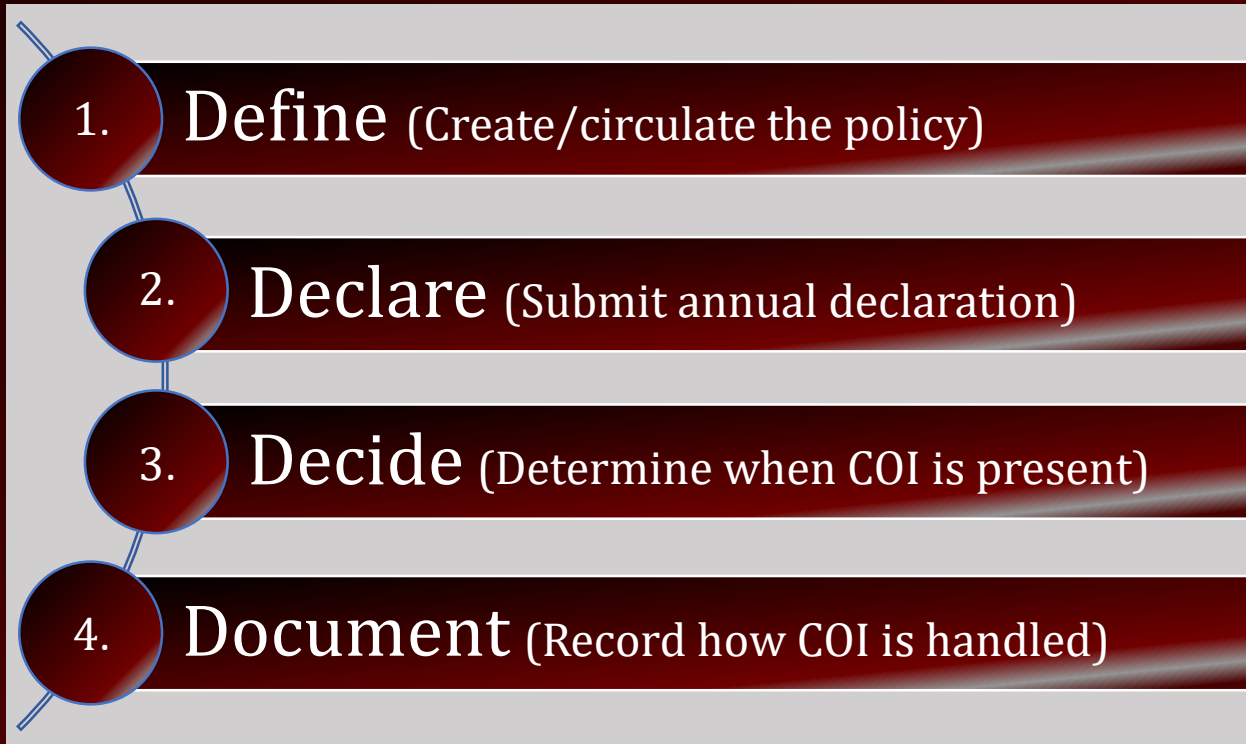 1. Define (Create/circulate the policy)
2. Declare (Submit annual declaration)
3. Decide (Determine when COI is present)
4. Document (Record how COI is handled)